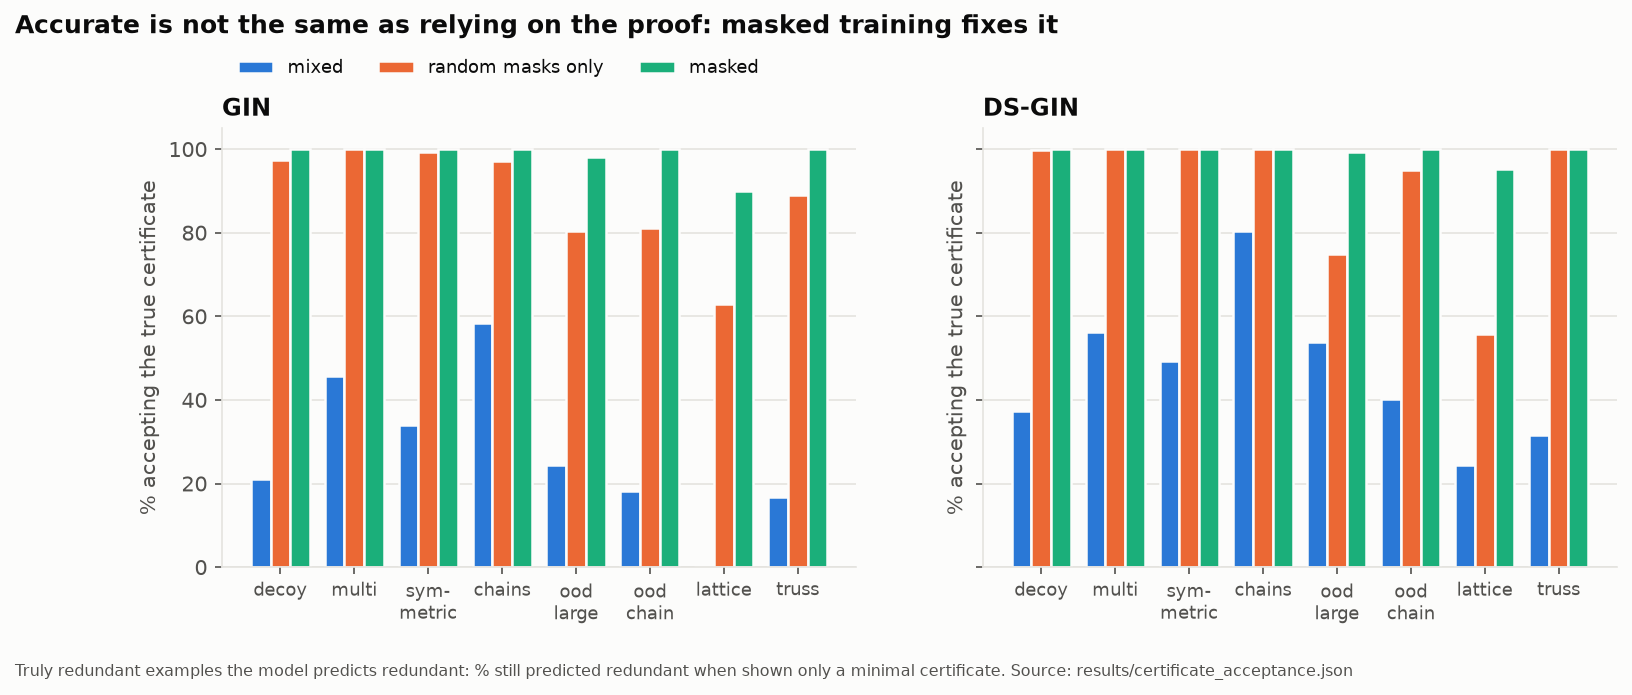 Accurate is not the same as relying on the proof: masked training fixes it
mixed random masks only masked
GIN
% accepting the true certificate
100
80
60
40
20
0
decoy multi sym-metric chains ood large ood chain lattice truss
DS-GIN
% accepting the true certificate
decoy multi sym-metric chains ood large ood chain lattice truss
Truly redundant examples the model predicts redundant: % still predicted redundant when shown only a minimal certificate. Source: results/certificate_acceptance.json